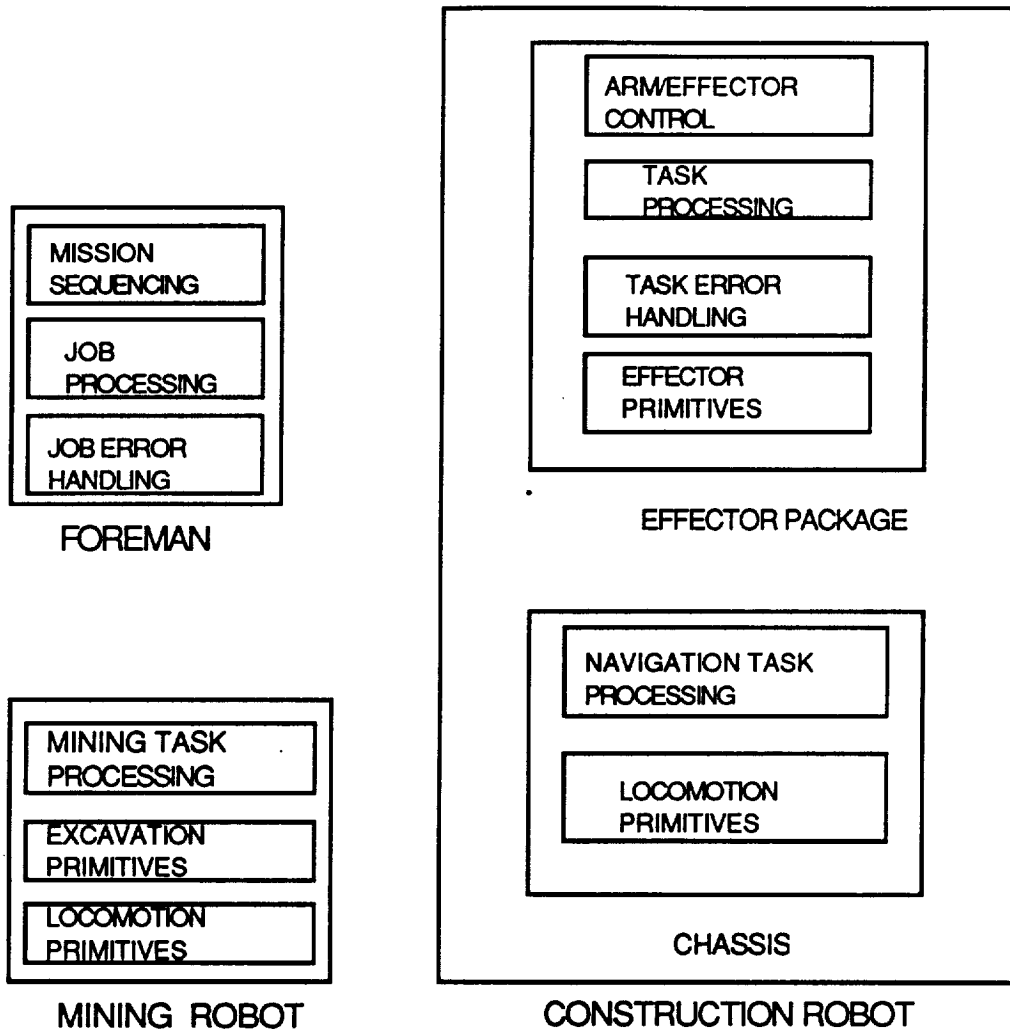 MISSION
SEQUENCING
JOB
PROCESSING
JOB ERROR
HANDLING
FOREMAN
MINING TASK
PROCESSING
EXCAVATION
PRIMITIVES
LOCOMOTION
PRIMITIVES
MINING ROBOT
ARM/EFFECTOR
CONTROL
TASK
PROCESSING
TASK ERROR
HANDLING
EFFECTOR
PRIMITIVES
EFFECTOR PACKAGE
NAVIGATION TASK
PROCESSING
LOCOMOTION
PRIMITIVES
CHASSIS
CONSTRUCTION ROBOT